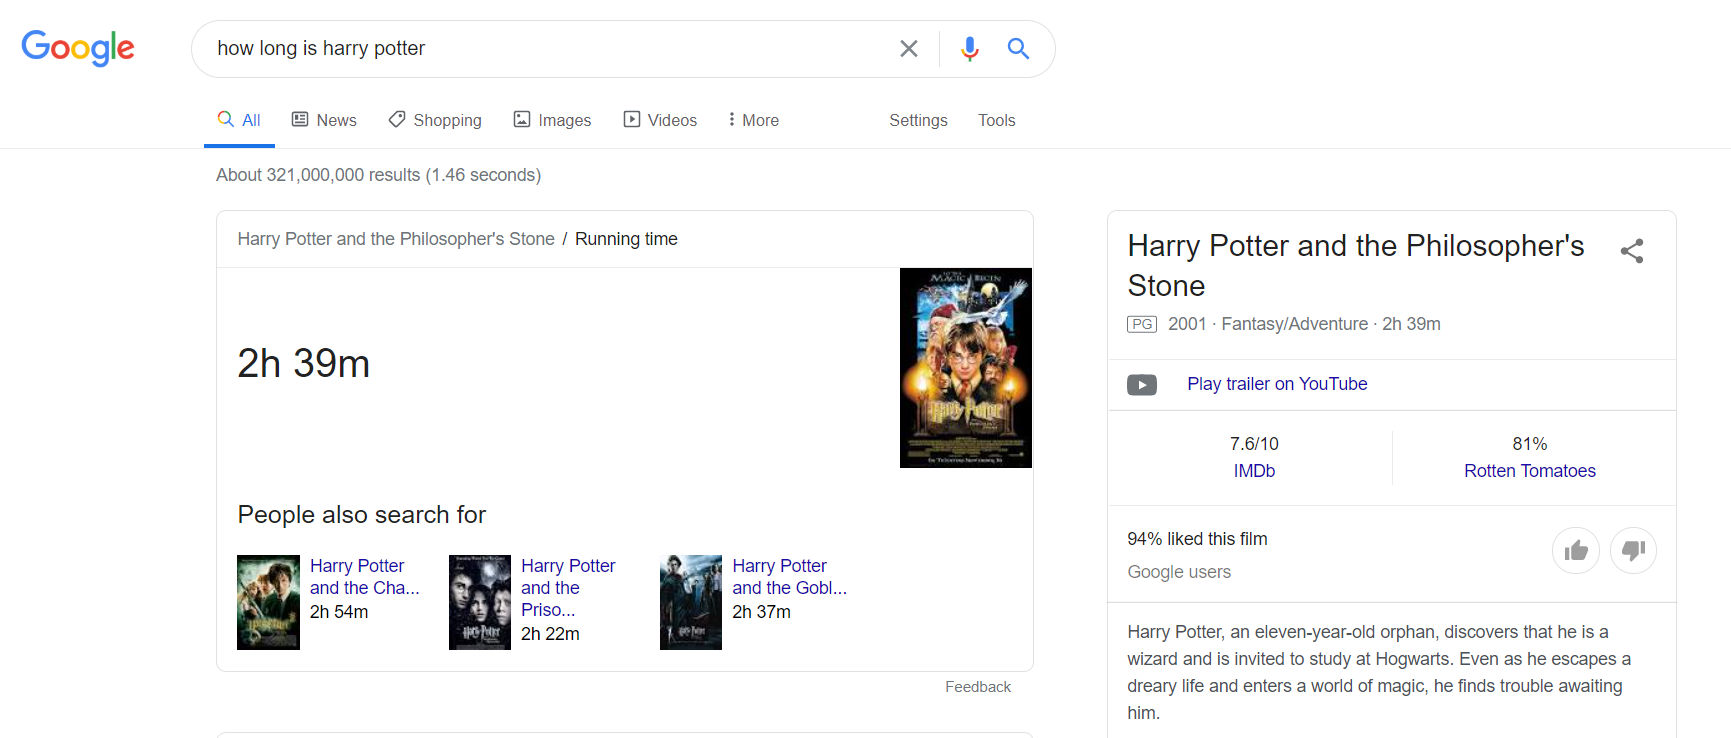 Google
how long is harry potter
All
News
Shopping
Images
Videos
More
Settings
Tools
About 321,000,000 results (1.46 seconds)
Harry Potter and the Philosopher's Stone / Running time
2h 39m
Harry Potter
People also search for
Harry Potter
and the Cha...
2h 54m
Harry Potter
and the
Priso...
2h 22m
Harry Potter
and the Gobl...
2h 37m
Feedback
Harry Potter and the Philosopher's
Stone
PG 2001 · Fantasy/Adventure · 2h 39m
Play trailer on YouTube
7.6/10
IMDb
81%
Rotten Tomatoes
94% liked this film
Google users
Harry Potter, an eleven-year-old orphan, discovers that he is a
wizard and is invited to study at Hogwarts. Even as he escapes a
dreary life and enters a world of magic, he finds trouble awaiting
him.